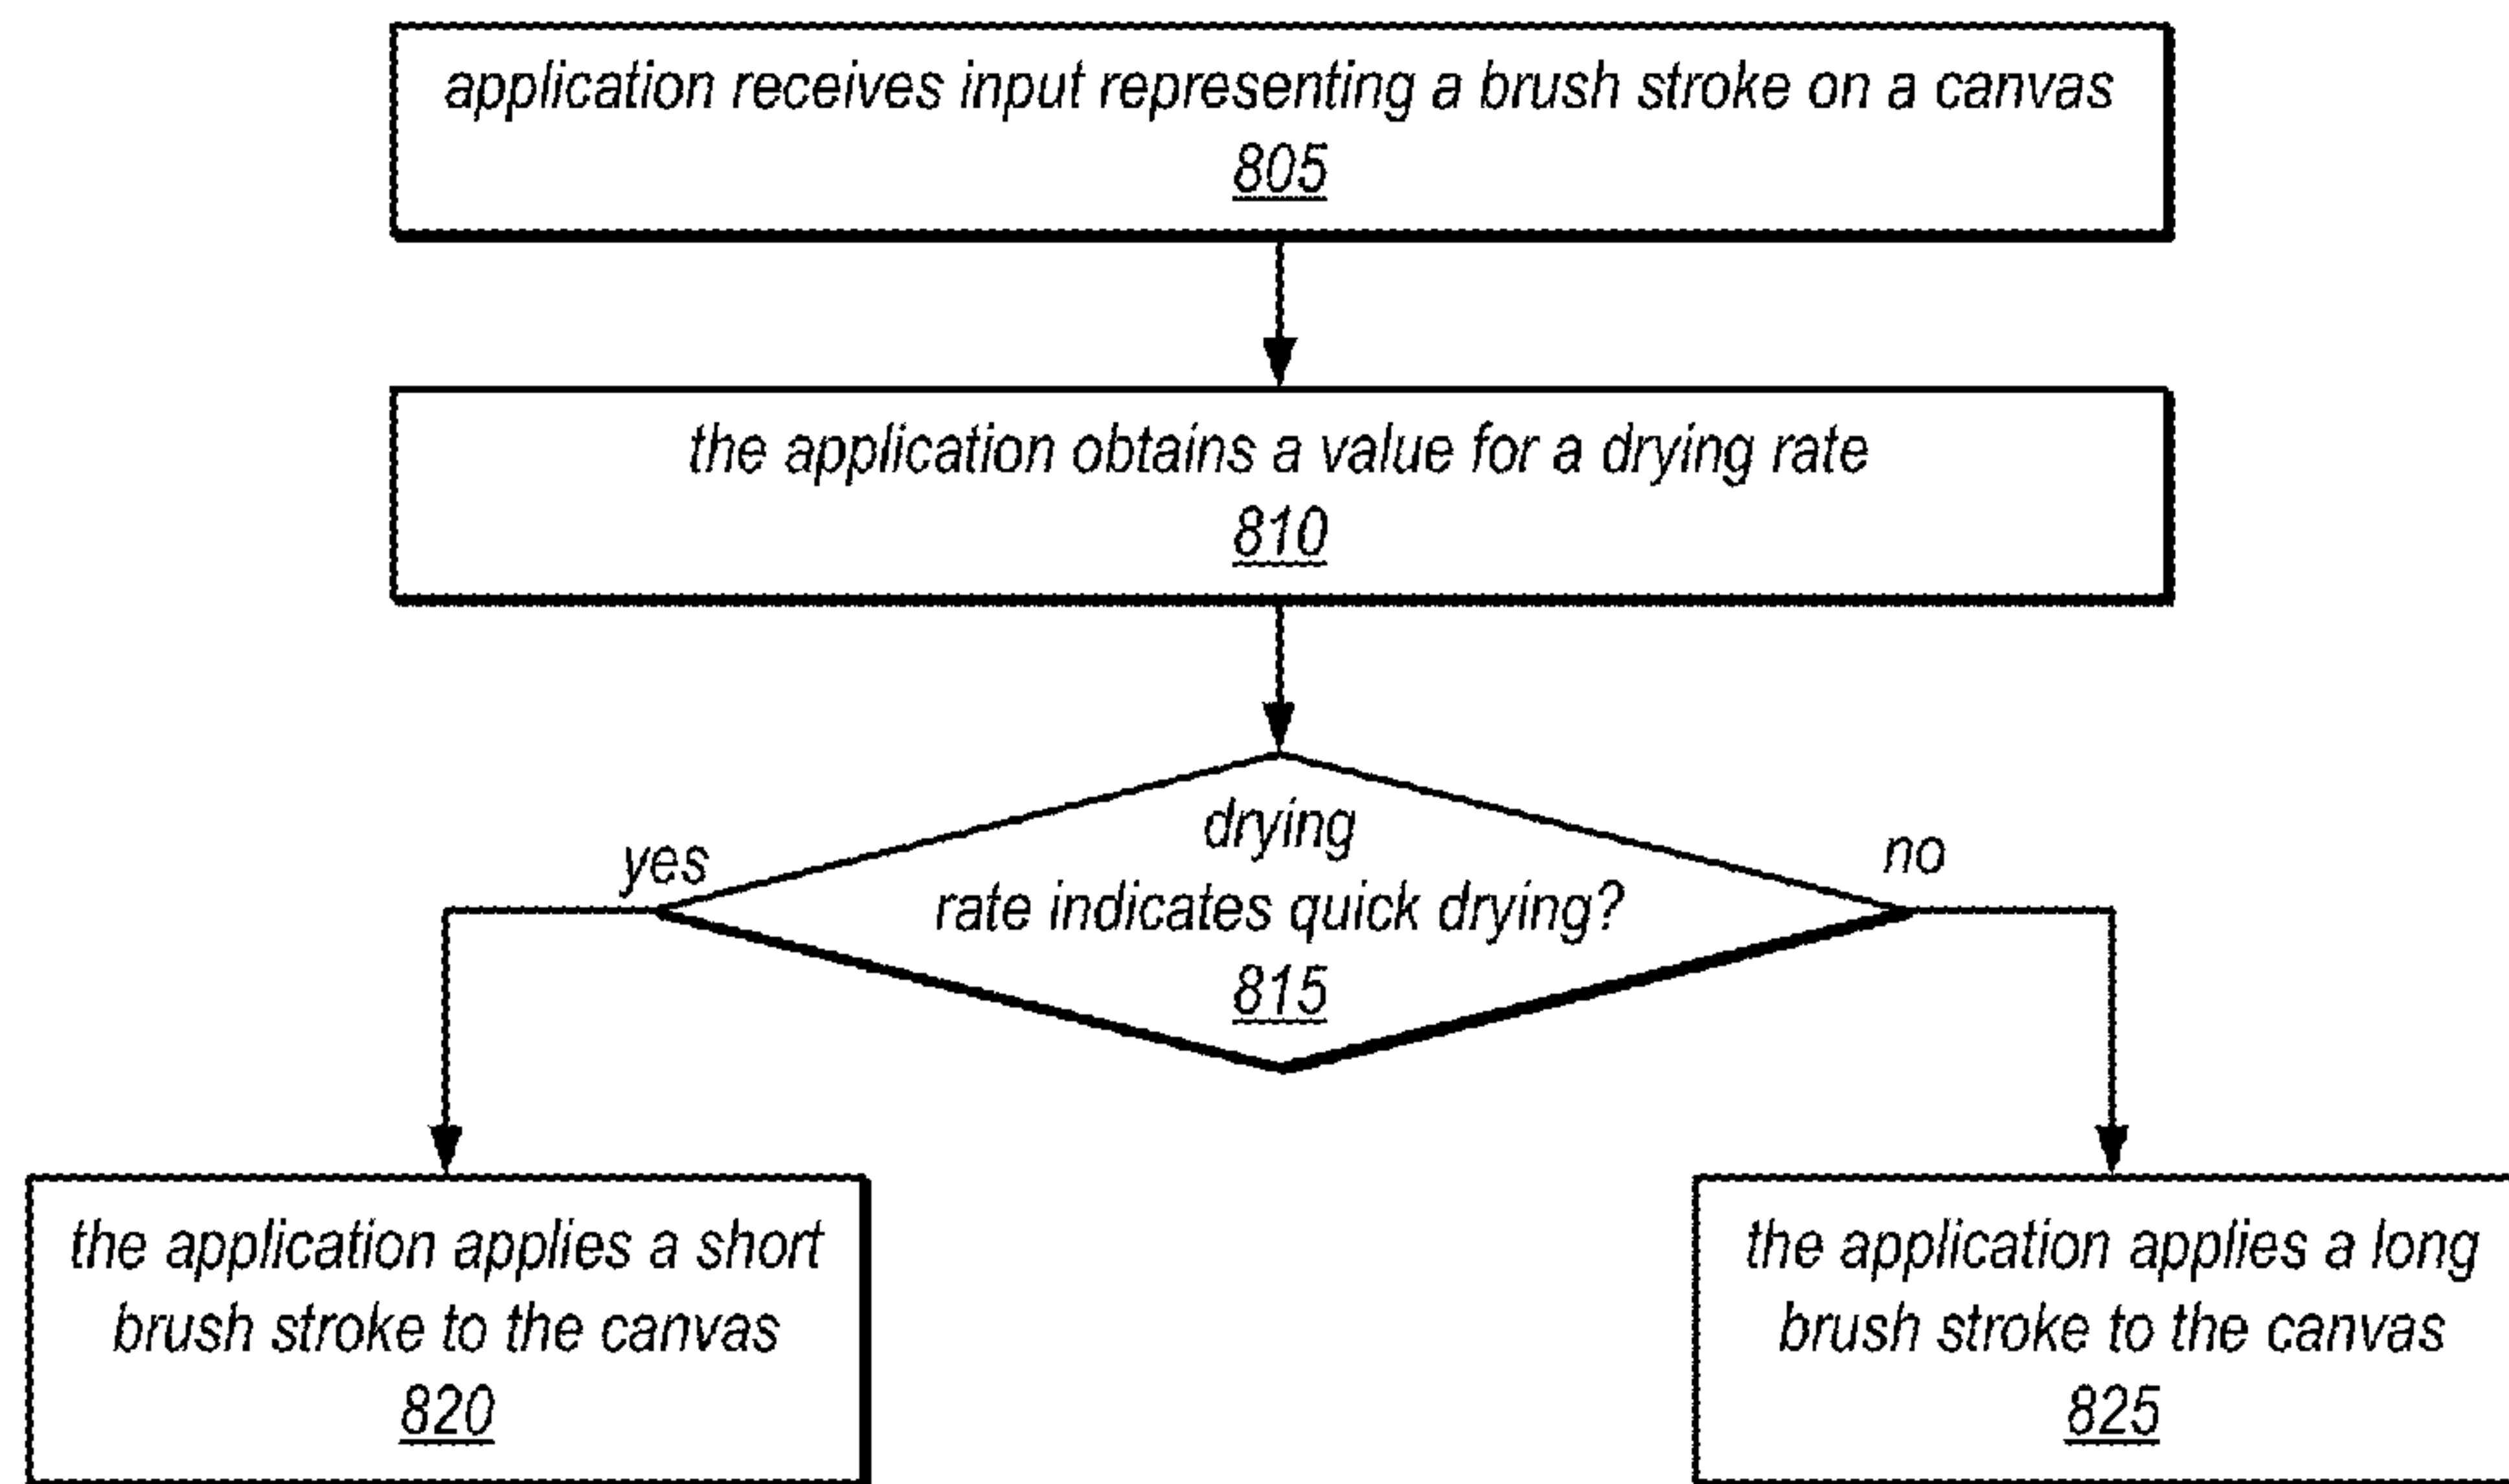 application receives input representing a brush stroke on a canvas
805
the application obtains a value for a drying rate
810
drying
rate indicates quick drying?
815
yes
no
the application applies a short
brush stroke to the canvas
820
the application applies a long
brush stroke to the canvas
825